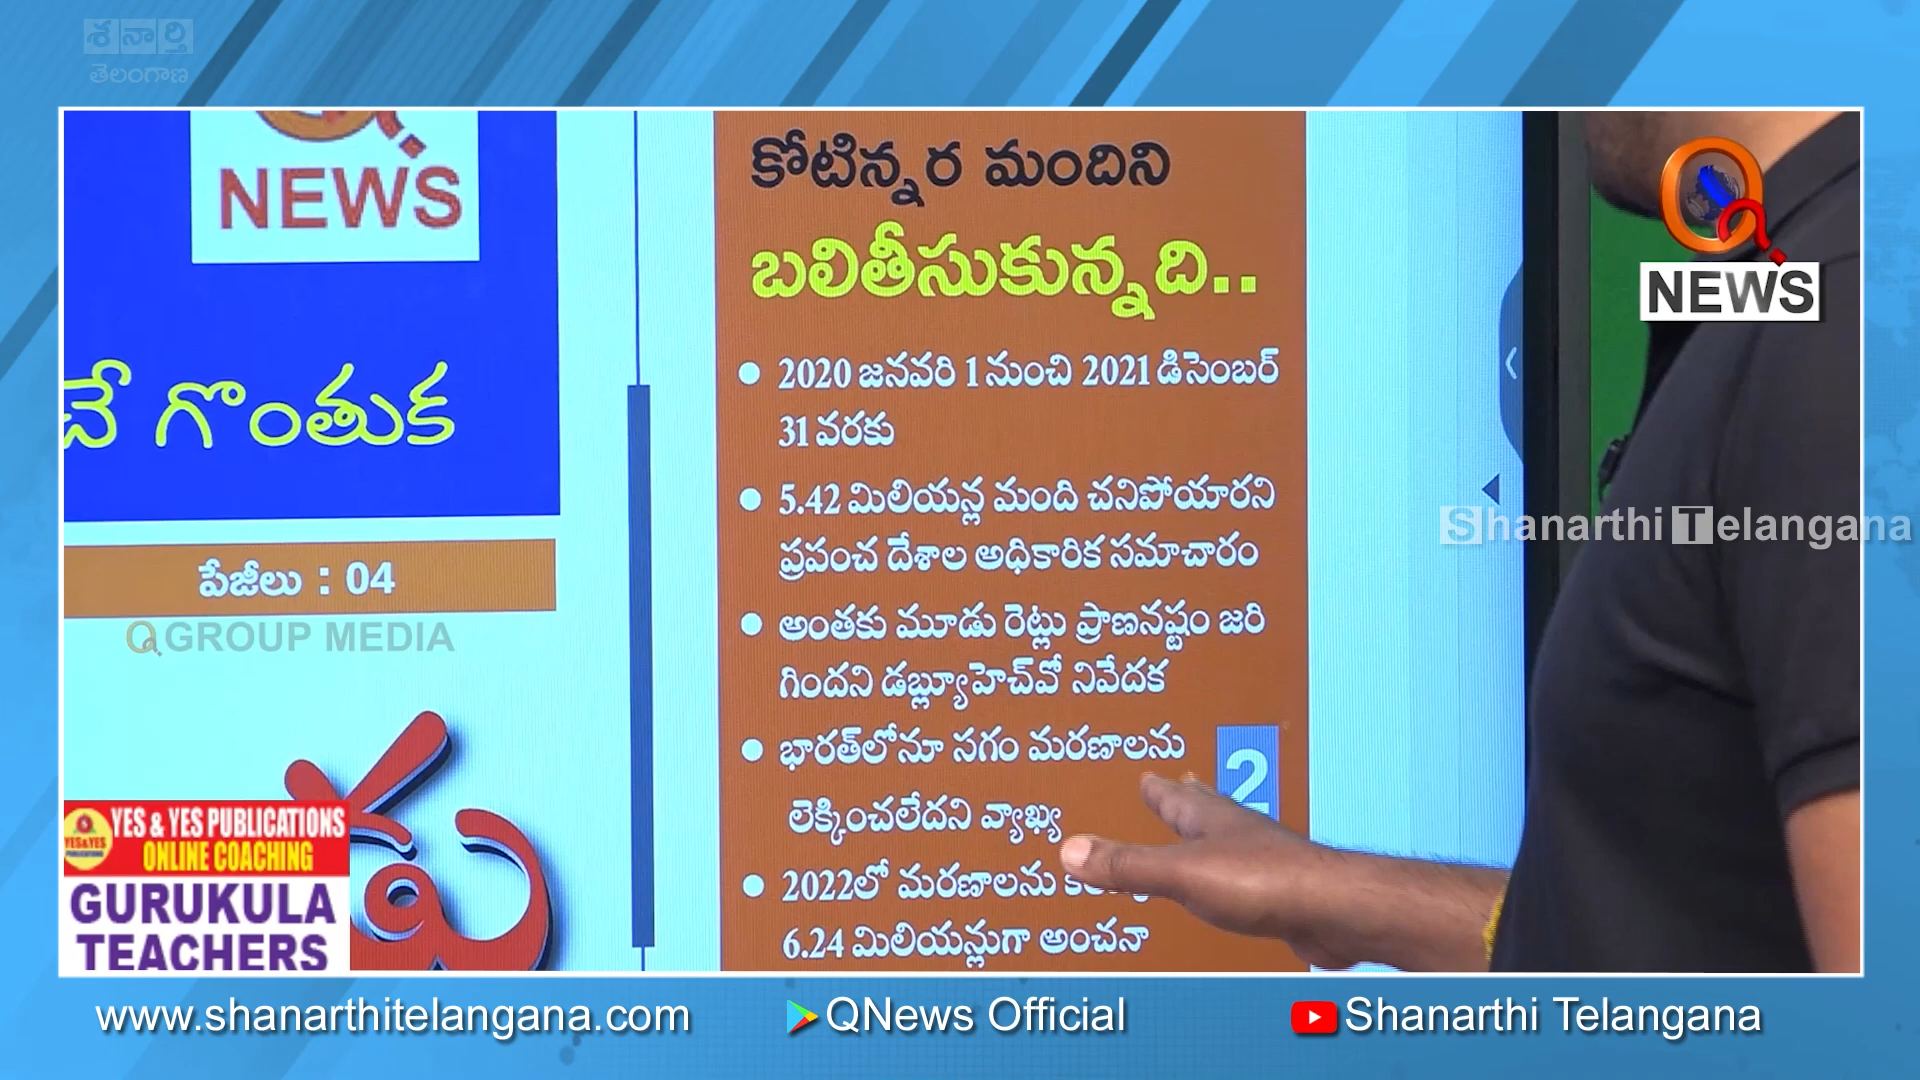 శనార్తి
తెలంగాణ
NEWS
గొంతుక
పేజీలు : 04
QGROUP MEDIA
కోటిన్నర మందిని
బలితీసుకున్నది..
• 2020 జనవరి 1 నుంచి 2021 డిసెంబర్
31 వరకు
• 5.42 మిలియన్ల మంది చనిపోయారని
ప్రపంచ దేశాల అధికారిక సమాచారం
• అంతకు మూడు రెట్లు ప్రాణనష్టం జరి
గిందని డబ్ల్యూహెచ్‌వో నివేదక
• భారత్‌లోనూ సగం మరణాలను
లెక్కించలేదని వ్యాఖ్య
2
• 2022లో మరణాలను
6.24 మిలియన్లుగా అంచనా
NEWS
Shanarthi Telangana
YES & YES PUBLICATIONS
ONLINE COACHING
GURUKULA
TEACHERS
www.shanarthitelangana.com
QNews Official
Shanarthi Telangana